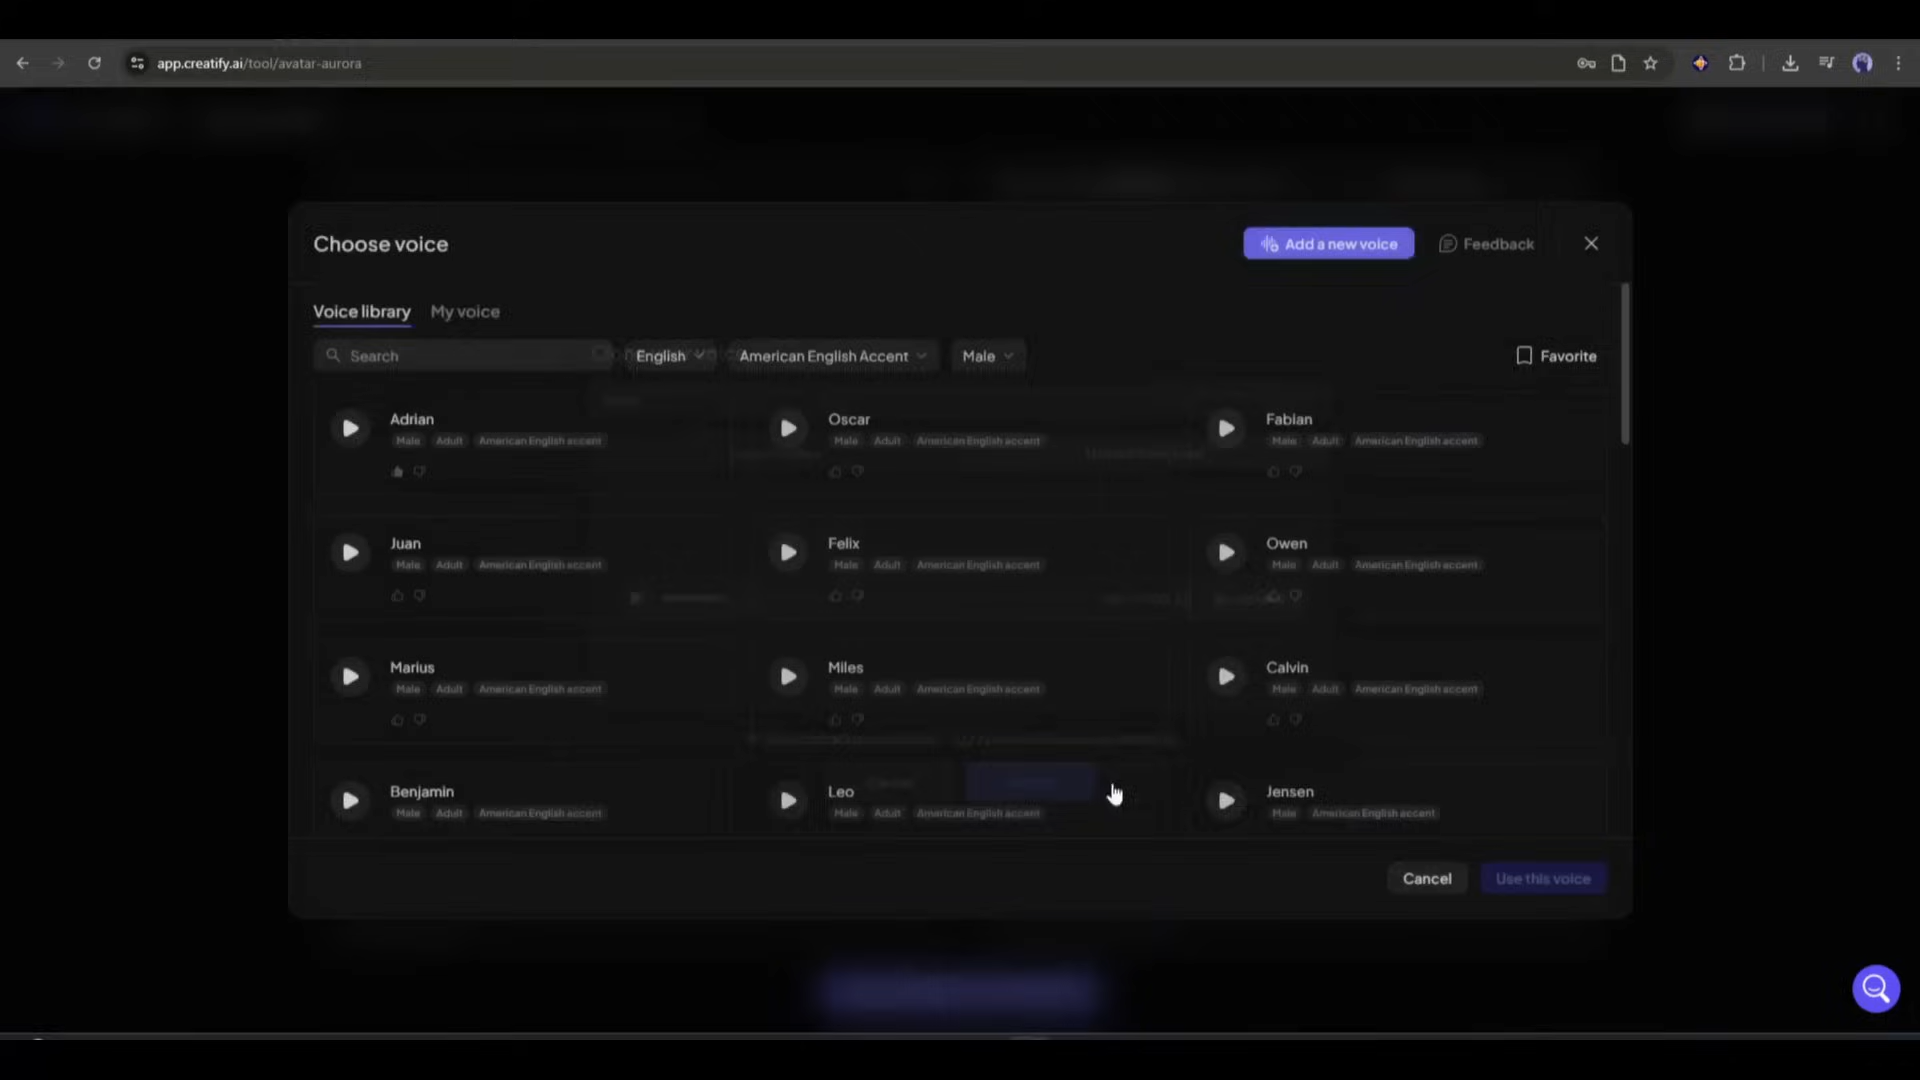 app.creatify.ai/tool/avatar-aurora
Choose voice
Add a new voice
Feedback
Voice library
My voice
Search
English
American English Accent
Male
Favorite
Adrian
Male Adult American English accent
Oscar
Male Adult American English accent
Fabian
Male Adult American English accent
Juan
Male Adult American English accent
Felix
Male Adult American English accent
Owen
Male Adult American English accent
Marius
Male Adult American English accent
Miles
Male Adult American English accent
Calvin
Male Adult American English accent
Benjamin
Male Adult American English accent
Leo
Male Adult American English accent
Jensen
Male American English accent
Cancel
Use this voice